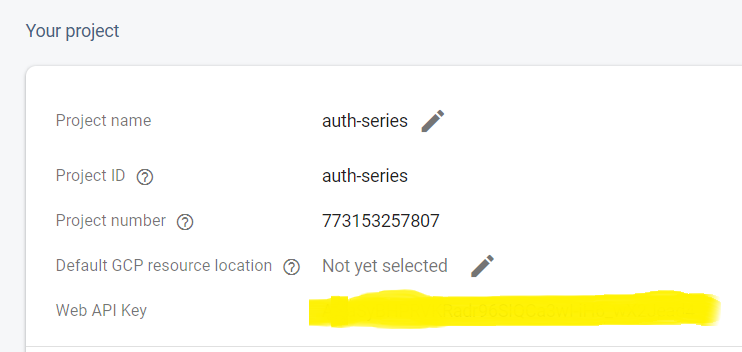 Your project
Project name auth-series
Project ID ? auth-series
Project number ? 773153257807
Default GCP resource location ? Not yet selected
Web API Key